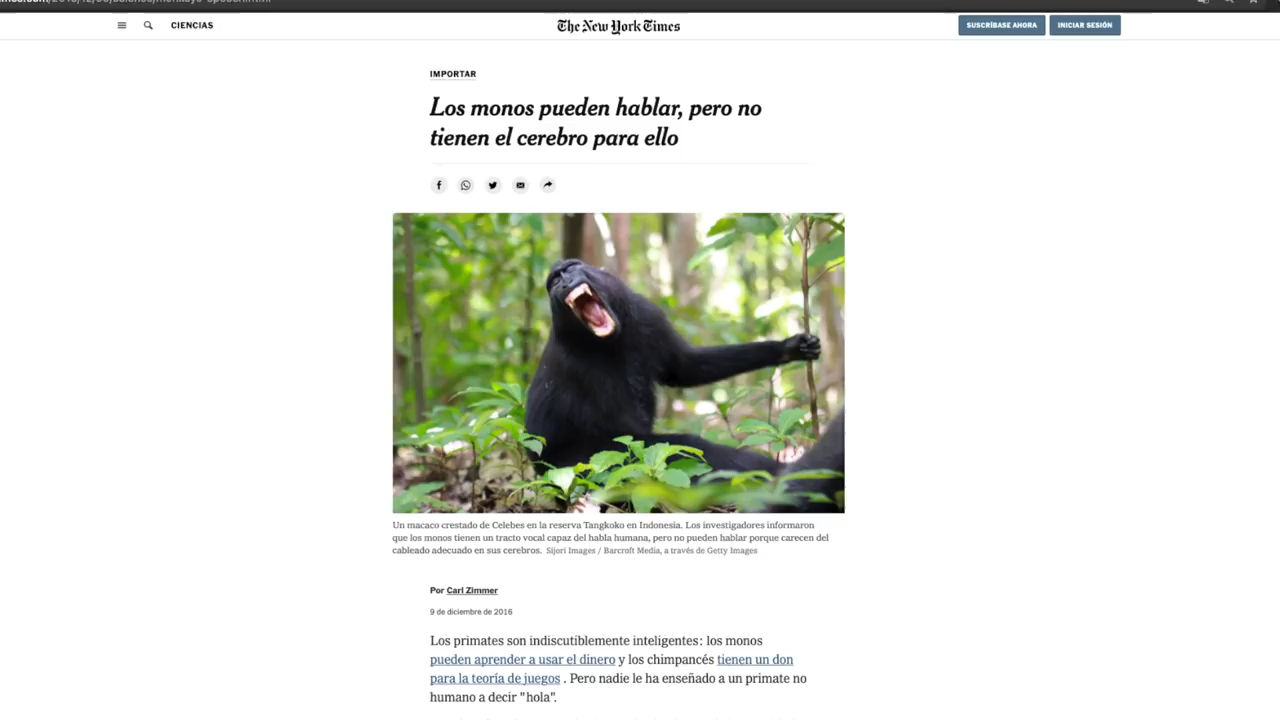 CIENCIAS
The New York Times
SUSCRÍBASE AHORA
INICIAR SESIÓN
IMPORTAR
Los monos pueden hablar, pero no
tienen el cerebro para ello
Un macaco crestado de Celebes en la reserva Tangkoko en Indonesia. Los investigadores informaron
que los monos tienen un tracto vocal capaz del habla humana, pero no pueden hablar porque carecen del
cableado adecuado en sus cerebros. Sijori Images / Barcroft Media, a través de Getty Images
Por Carl Zimmer
9 de diciembre de 2016
Los primates son indiscutiblemente inteligentes: los monos
pueden aprender a usar el dinero y los chimpancés tienen un don
para la teoría de juegos . Pero nadie le ha enseñado a un primate no
humano a decir "hola".